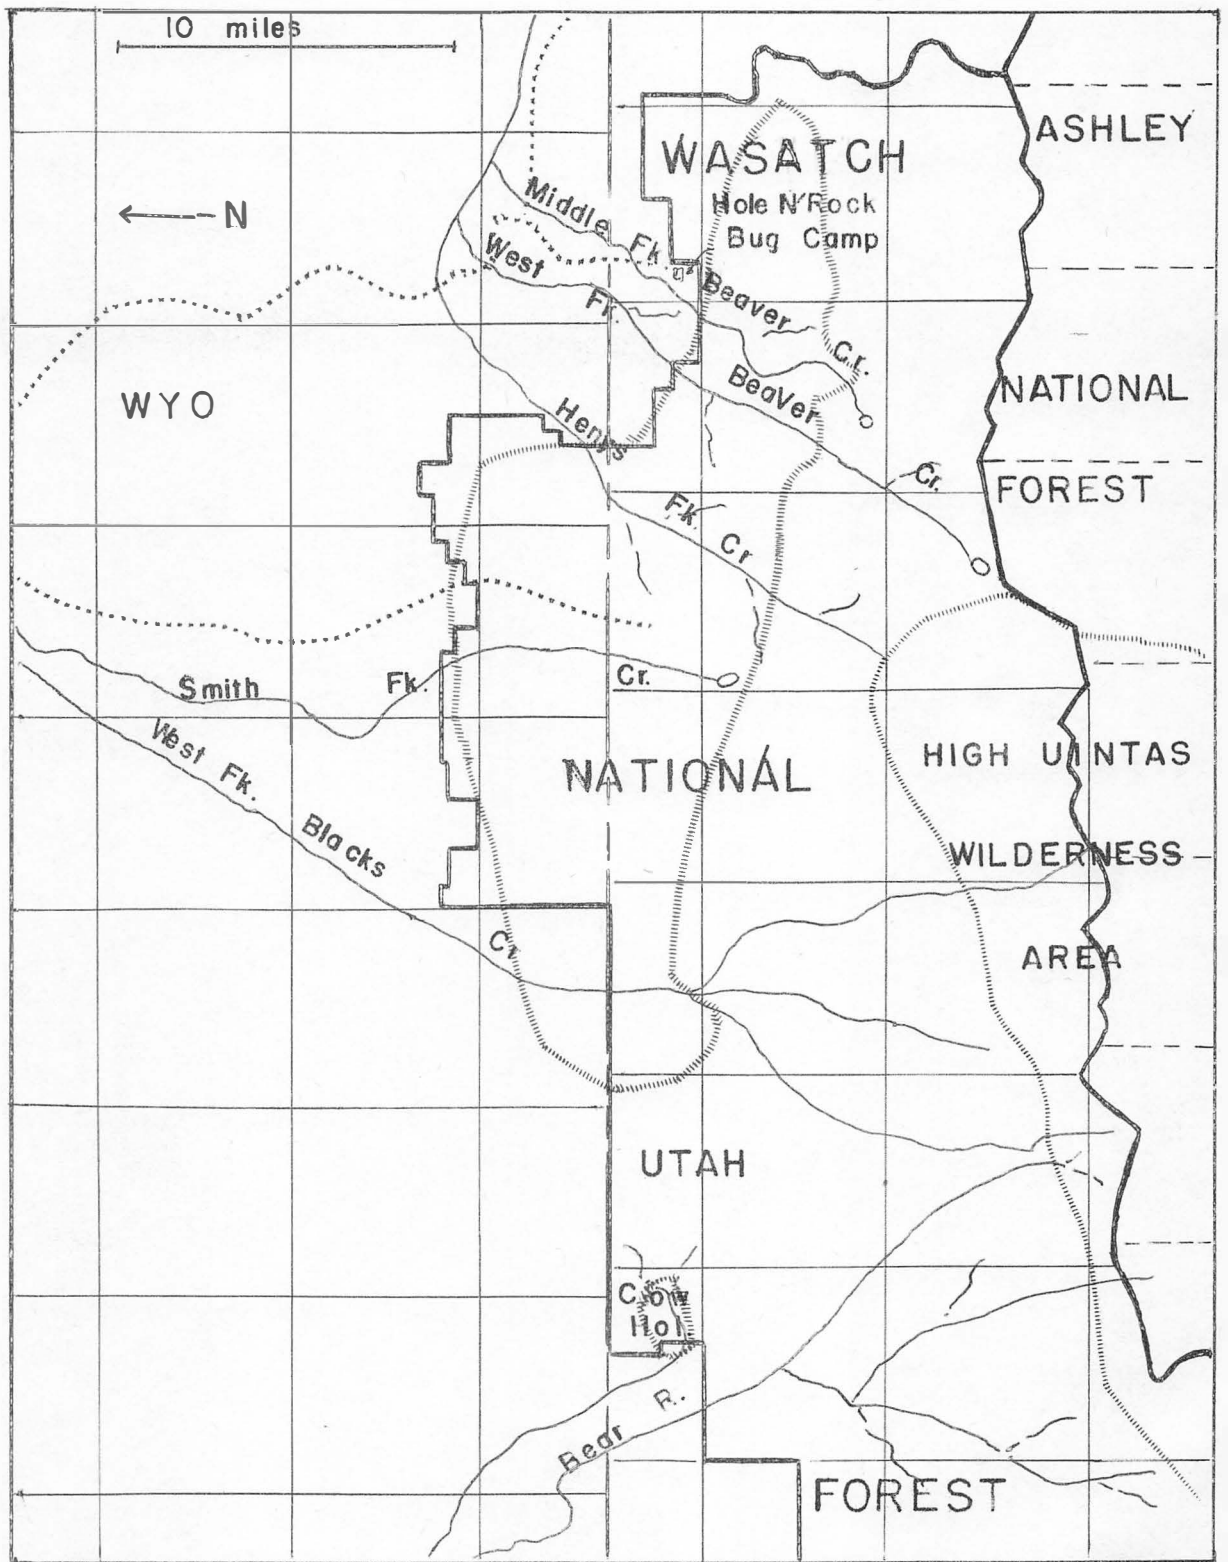 10 miles
ASHLEY
WASATCH
Hole N' Rock
Bug Camp
←--N
Middle Fk.
Beaver Cr.
West Fr.
Beaver Cr.
WYO
NATIONAL
Henrys Fk. Cr
FOREST
Smith Fk. Cr.
West Fk. Blacks Cr
NATIONAL
HIGH UINTAS
WILDERNESS
AREA
UTAH
Cow
Hol
Bear R.
FOREST